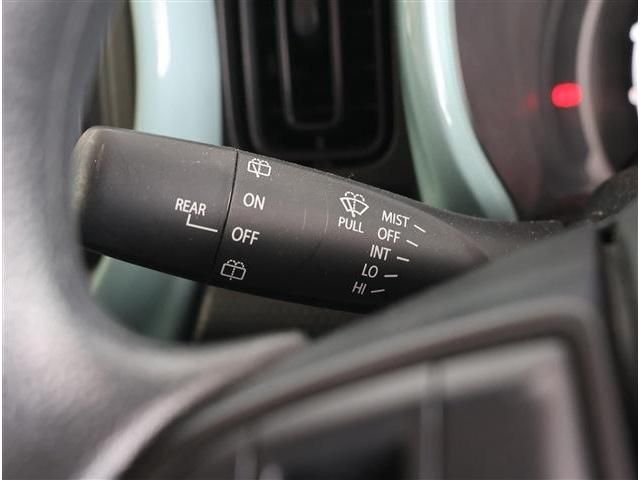 REAR
ON
OFF
PULL
MIST
OFF
INT
LO
HI